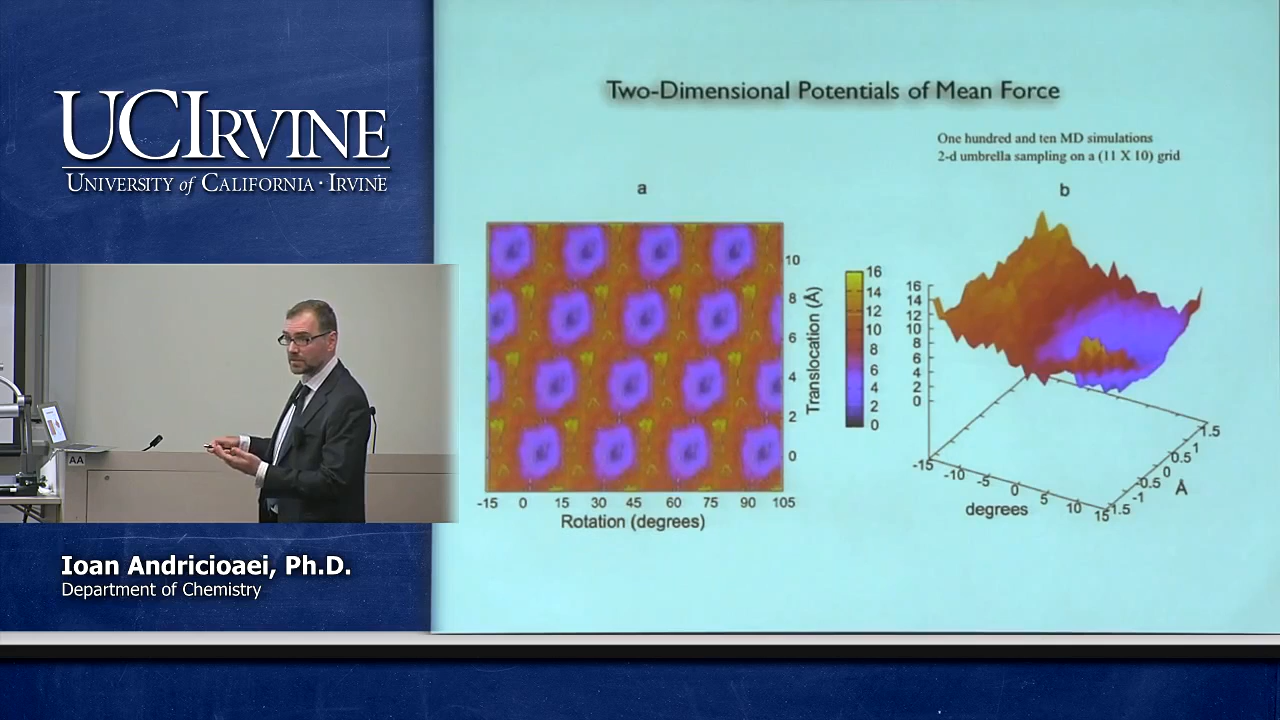 UCIRVINE
UNIVERSITY of CALIFORNIA · IRVINE
Two-Dimensional Potentials of Mean Force
One hundred and ten MD simulations
2-d umbrella sampling on a (11 X 10) grid
a
b
10
8
6
4
2
0
Translocation (Å)
-15 0 15 30 45 60 75 90 105
Rotation (degrees)
16
14
12
10
8
6
4
2
0
16
14
12
10
8
6
4
2
0
-15 -10 -5 0 5 10 15
degrees
1.5
1
0.5
0
-0.5
-1
-1.5
Å
AA
Ioan Andricioaei, Ph.D.
Department of Chemistry